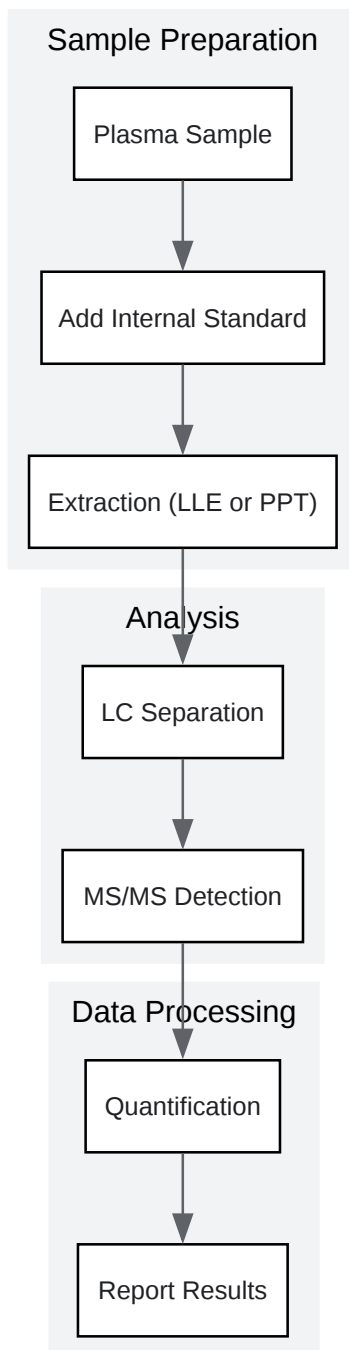 Sample Preparation
Plasma Sample
Add Internal Standard
Extraction (LLE or PPT)
Analysis
LC Separation
MS/MS Detection
Data Processing
Quantification
Report Results